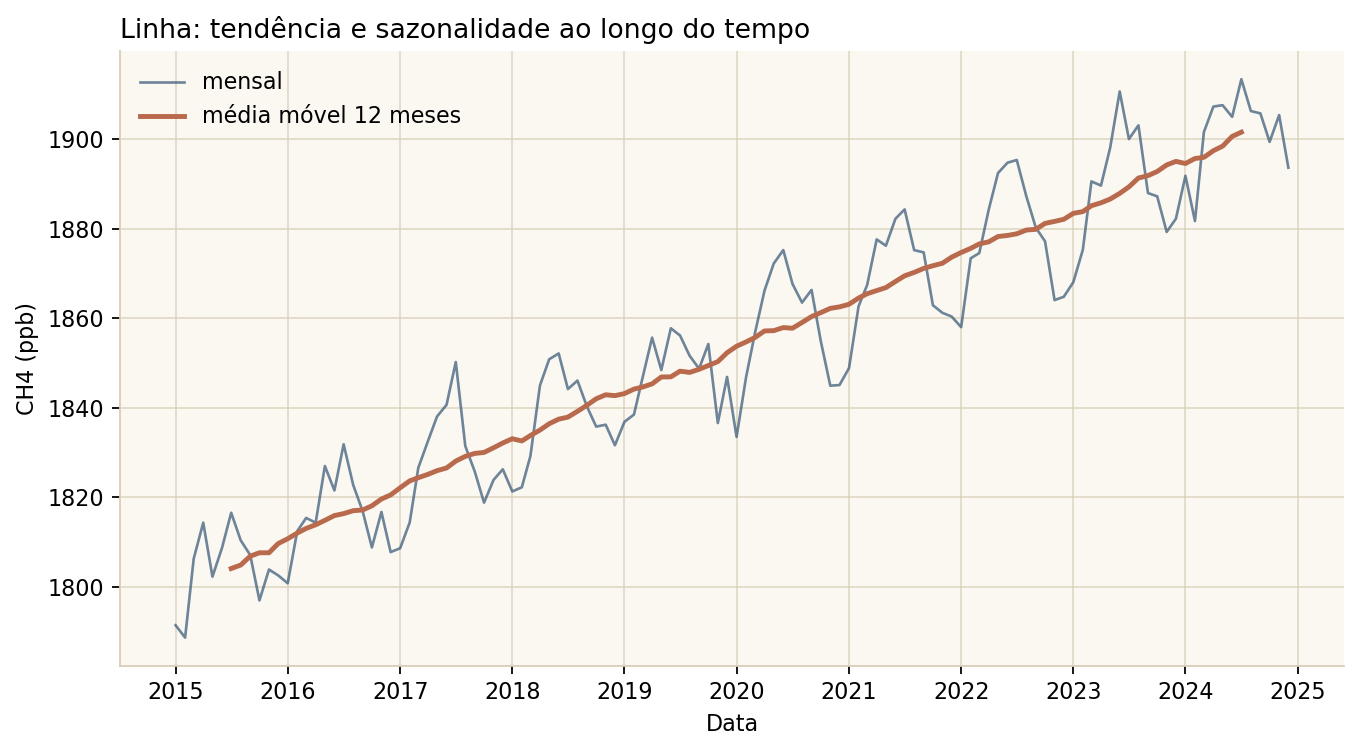 Linha: tendência e sazonalidade ao longo do tempo
mensal
média móvel 12 meses
CH4 (ppb)
1900
1880
1860
1840
1820
1800
2015 2016 2017 2018 2019 2020 2021 2022 2023 2024 2025
Data